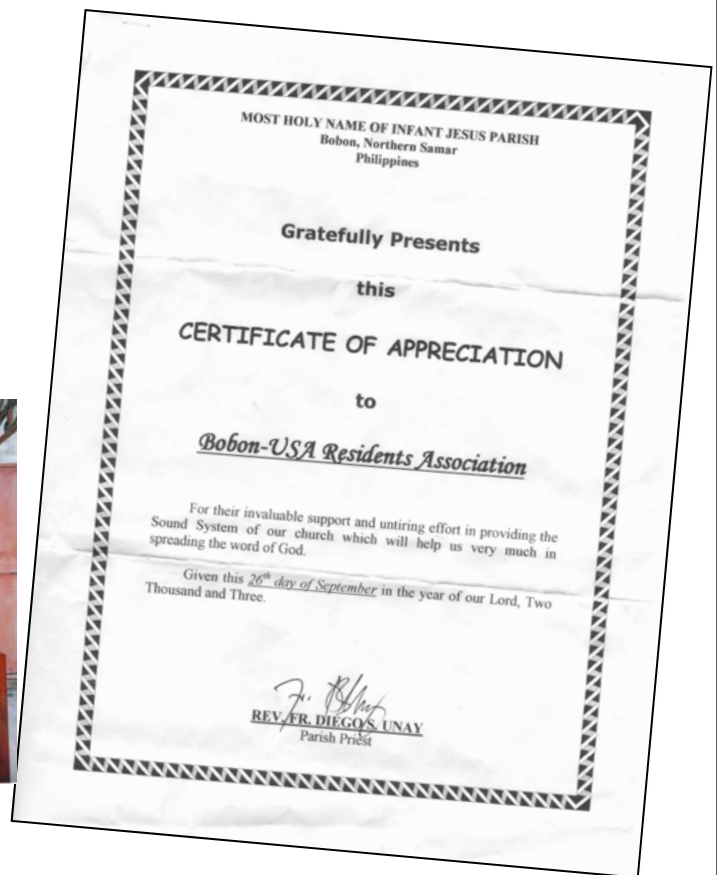 MOST HOLY NAME OF INFANT JESUS PARISH
Bobon, Northern Samar
Philippines
Gratefully Presents
this
CERTIFICATE OF APPRECIATION
to
Bobon-USA Residents Association
For their invaluable support and untiring effort in providing the
Sound System of our church which will help us very much in
spreading the word of God.
Given this 26th day of September in the year of our Lord, Two
Thousand and Three.
REV. FR. DIEGO S. UNAY
Parish Priest